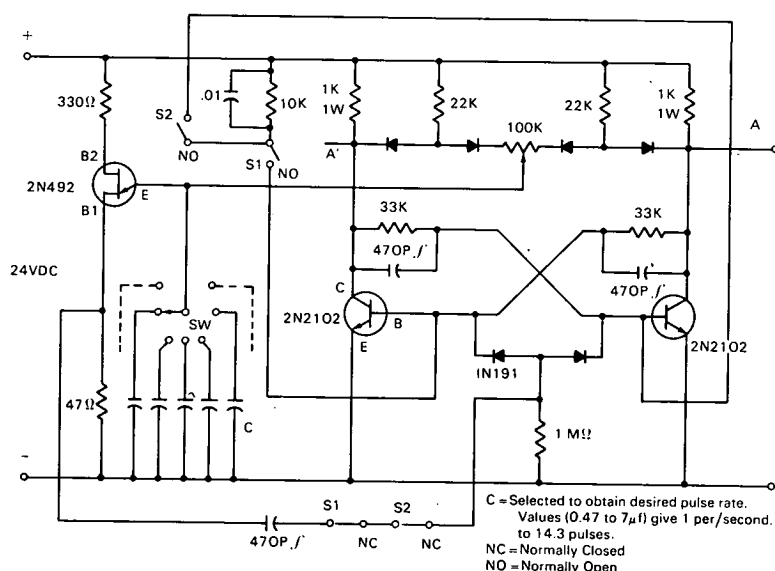 +
330Ω
S2
.01
10K
1K
1W
22K
22K
1K
1W
A
B2
NO
S1
NO
A'
100K
2N492
E
B1
33K
33K
470P.f
470P.f
24VDC
SW
C
2N2102
B
E
2N2102
IN191
47Ω
C
1 MΩ
-
S1
S2
470P.f
NC
NC
C = Selected to obtain desired pulse rate.
Values (0.47 to 7μf) give 1 per/second.
to 14.3 pulses.
NC = Normally Closed
NO = Normally Open